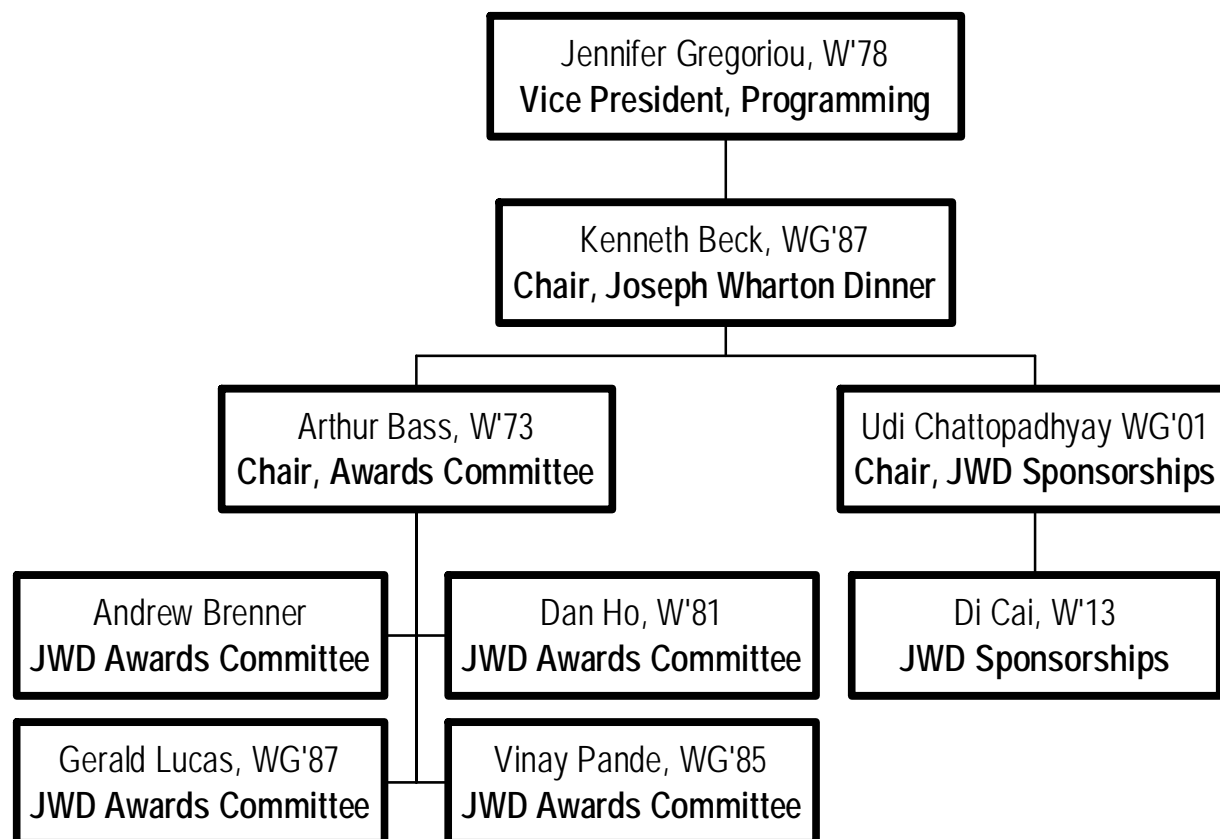 Jennifer Gregoriou, W'78
Vice President, Programming
Kenneth Beck, WG'87
Chair, Joseph Wharton Dinner
Arthur Bass, W'73
Chair, Awards Committee
Udi Chattopadhyay WG'01
Chair, JWD Sponsorships
Andrew Brenner
JWD Awards Committee
Dan Ho, W'81
JWD Awards Committee
Di Cai, W'13
JWD Sponsorships
Gerald Lucas, WG'87
JWD Awards Committee
Vinay Pande, WG'85
JWD Awards Committee